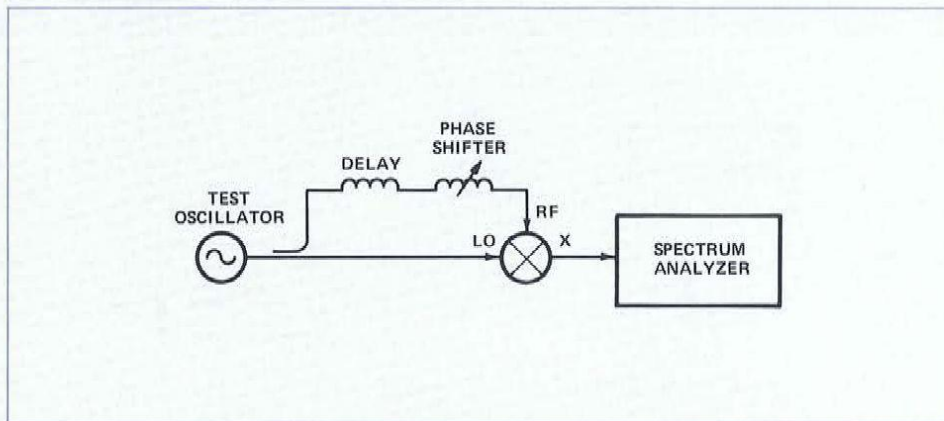 PHASE
SHIFTER
DELAY
TEST
OSCILLATOR
RF
LO
X
SPECTRUM
ANALYZER